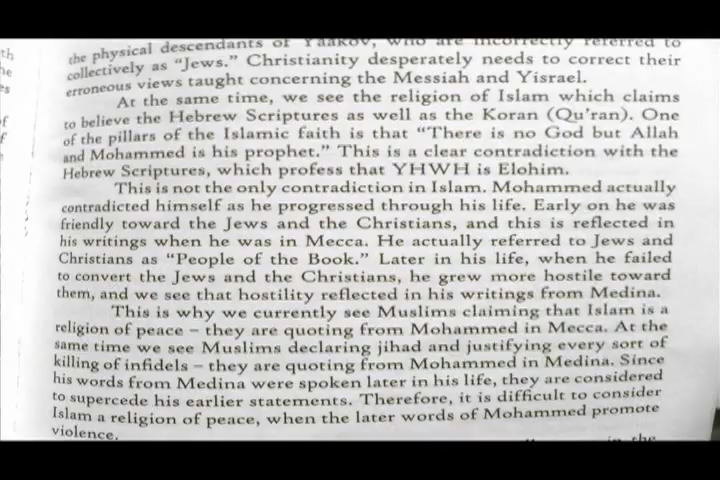 the physical descendants of Yaakov, who are incorrectly referred to
collectively as "Jews." Christianity desperately needs to correct their
erroneous views taught concerning the Messiah and Yisrael.
At the same time, we see the religion of Islam which claims
to believe the Hebrew Scriptures as well as the Koran (Qu'ran). One
of the pillars of the Islamic faith is that "There is no God but Allah
and Mohammed is his prophet." This is a clear contradiction with the
Hebrew Scriptures, which profess that YHWH is Elohim.
This is not the only contradiction in Islam. Mohammed actually
contradicted himself as he progressed through his life. Early on he was
friendly toward the Jews and the Christians, and this is reflected in
his writings when he was in Mecca. He actually referred to Jews and
Christians as "People of the Book." Later in his life, when he failed
to convert the Jews and the Christians, he grew more hostile toward
them, and we see that hostility reflected in his writings from Medina.
This is why we currently see Muslims claiming that Islam is a
religion of peace – they are quoting from Mohammed in Mecca. At the
same time we see Muslims declaring jihad and justifying every sort of
killing of infidels – they are quoting from Mohammed in Medina. Since
his words from Medina were spoken later in his life, they are considered
to supercede his earlier statements. Therefore, it is difficult to consider
Islam a religion of peace, when the later words of Mohammed promote
violence.
in the